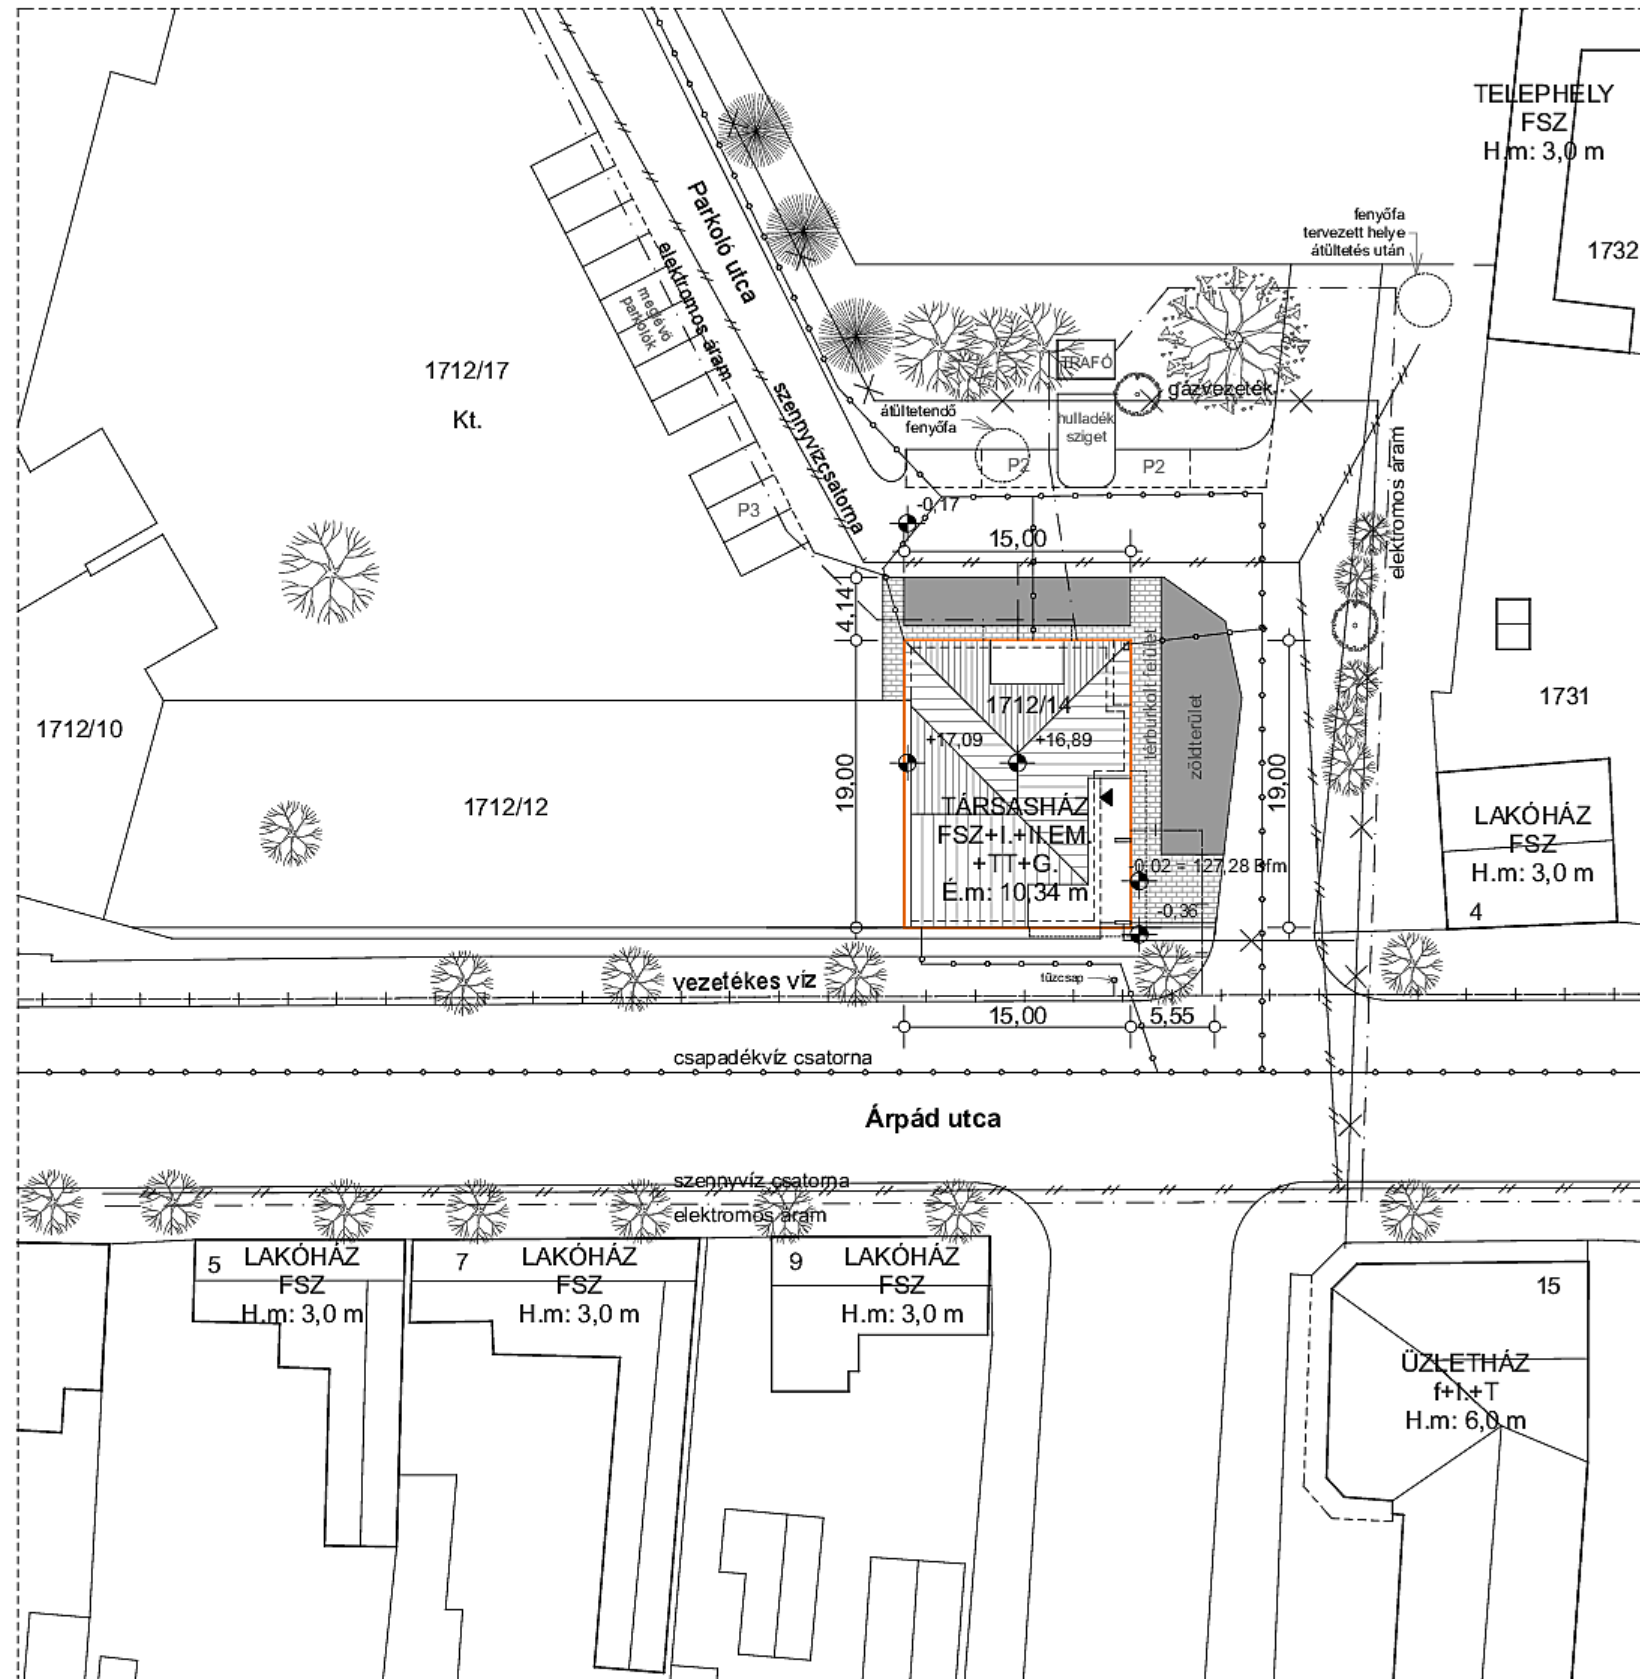 TELEPHELY
FSZ
H.m: 3,0 m
1732
fenyőfa
tervezett helye
átültetés után
Parkoló utca
elektromos áram
meglévő
parkolók
szennyvízcsatorna
1712/17
Kt.
TRAFÓ
gázvezeték
átültetendő
fenyőfa
hulladék
sziget
P2
P2
P3
elektromos áram
-0,17
15,00
4,14
térburkolt felület
zöldterület
1712/14
+17,09
+16,89
1731
1712/10
1712/12
19,00
19,00
TÁRSASHÁZ
FSZ+I.+II.EM.
+TT+G.
É.m: 10,34 m
-0,02 = 127,28 Bfm
-0,36
LAKÓHÁZ
FSZ
H.m: 3,0 m
4
vezetékes víz
tűzcsap
15,00
5,55
csapadékvíz csatorna
Árpád utca
szennyvíz csatorna
elektromos áram
5
LAKÓHÁZ
FSZ
H.m: 3,0 m
7
LAKÓHÁZ
FSZ
H.m: 3,0 m
9
LAKÓHÁZ
FSZ
H.m: 3,0 m
15
ÜZLETHÁZ
f+I.+T
H.m: 6,0 m